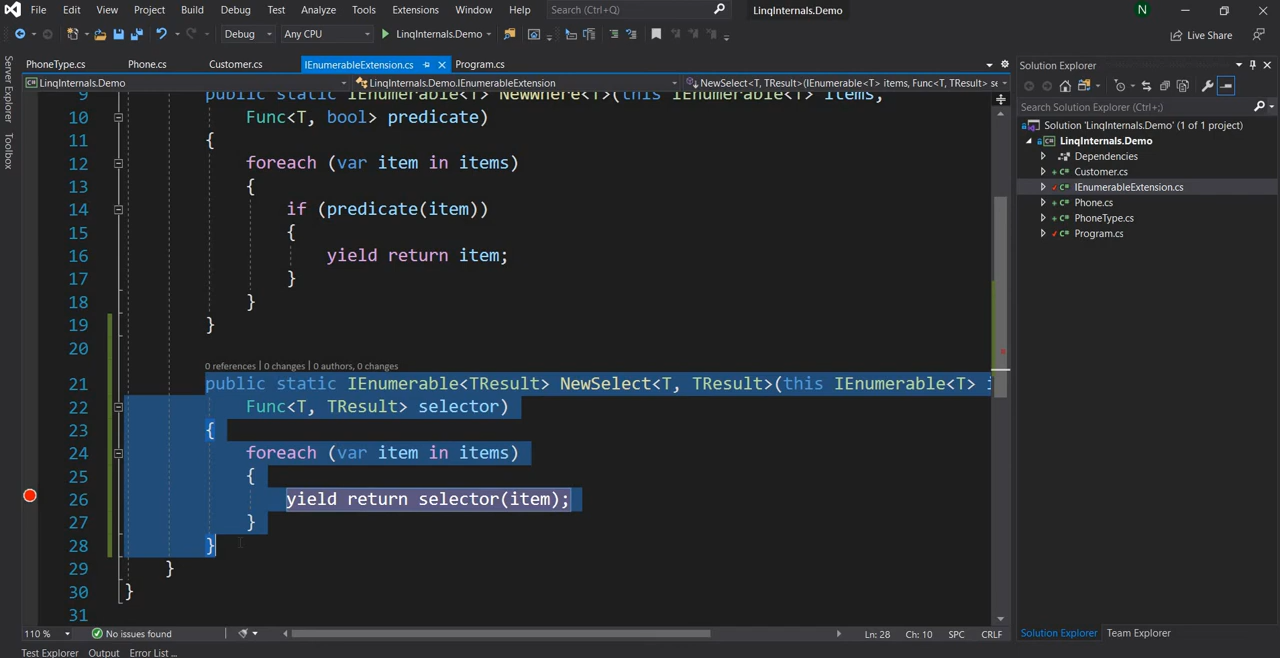 File Edit View Project Build Debug Test Analyze Tools Extensions Window Help Search (Ctrl+Q) LinqInternals.Demo N
Debug Any CPU LinqInternals.Demo Live Share
PhoneType.cs Phone.cs Customer.cs IEnumerableExtension.cs Program.cs
LinqInternals.Demo LinqInternals.Demo.IEnumerableExtension NewSelect<T, TResult>(IEnumerable<T> items, Func<T, TResult> se
Server Explorer
Toolbox
9 public static IEnumerable<T> NewWhere<T>(this IEnumerable<T> items,
10 Func<T, bool> predicate)
11 {
12 foreach (var item in items)
13 {
14 if (predicate(item))
15 {
16 yield return item;
17 }
18 }
19 }
20
0 references | 0 changes | 0 authors, 0 changes
21 public static IEnumerable<TResult> NewSelect<T, TResult>(this IEnumerable<T> i
22 Func<T, TResult> selector)
23 {
24 foreach (var item in items)
25 {
26 yield return selector(item);
27 }
28 }
29 }
30 }
31
110 % No issues found Ln: 28 Ch: 10 SPC CRLF
Test Explorer Output Error List ...
Solution Explorer
Search Solution Explorer (Ctrl+;)
Solution 'LinqInternals.Demo' (1 of 1 project)
LinqInternals.Demo
Dependencies
Customer.cs
IEnumerableExtension.cs
Phone.cs
PhoneType.cs
Program.cs
Solution Explorer Team Explorer